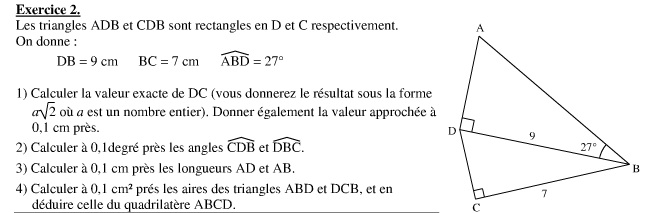 Exercice 2.
Les triangles ADB et CDB sont rectangles en D et C respectivement.
On donne :
DB = 9 cm BC = 7 cm ABD = 27°
1) Calculer la valeur exacte de DC (vous donnerez le résultat sous la forme
a√2 où a est un nombre entier). Donner également la valeur approchée à
0,1 cm près.
2) Calculer à 0,1degré près les angles CDB et DBC.
3) Calculer à 0,1 cm près les longueurs AD et AB.
4) Calculer à 0,1 cm² prés les aires des triangles ABD et DCB, et en
déduire celle du quadrilatère ABCD.
A
D
9
27°
B
7
C